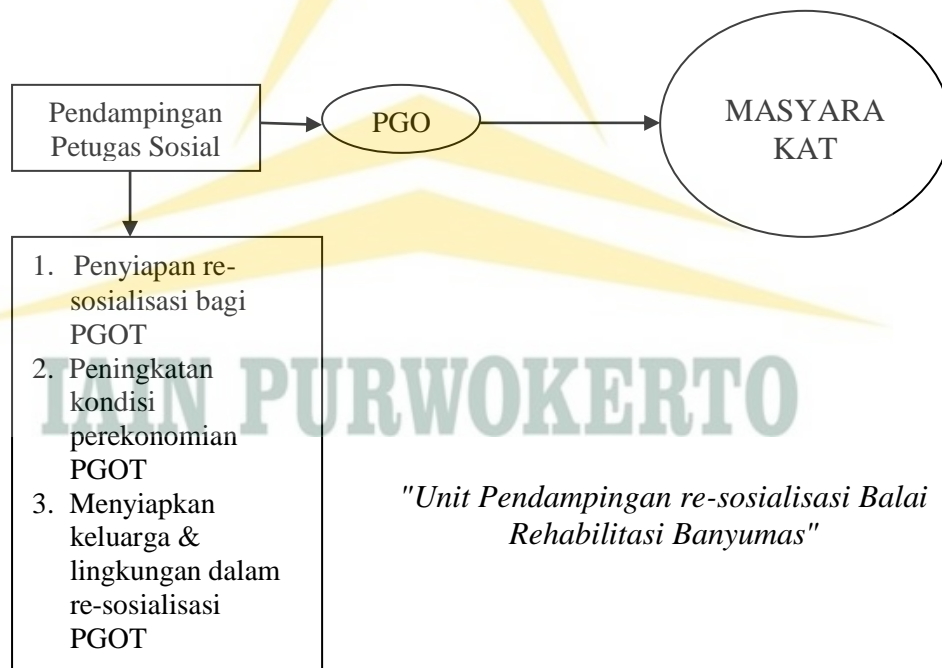 Pendampingan
Petugas Sosial
PGO
MASYARA
KAT
1. Penyiapan re-
sosialisasi bagi
PGOT
2. Peningkatan
kondisi
perekonomian
PGOT
3. Menyiapkan
keluarga &
lingkungan dalam
re-sosialisasi
PGOT
IAIN PURWOKERTO
"Unit Pendampingan re-sosialisasi Balai
Rehabilitasi Banyumas"